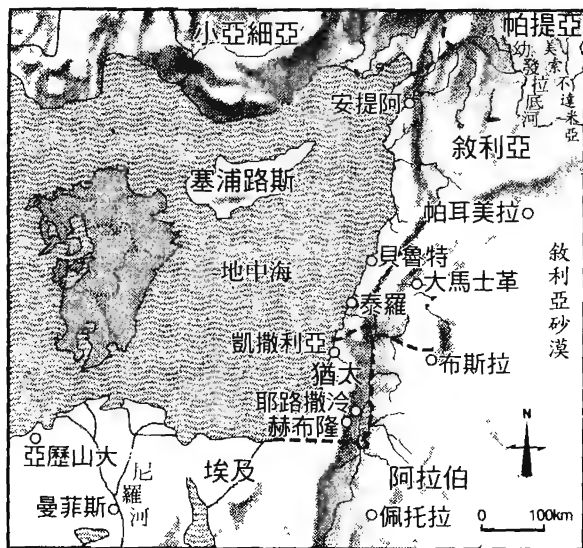 小亞細亞
帕提亞
幼發拉底河
美索不達米亞
安提阿
敘利亞
塞浦路斯
帕耳美拉
地中海
貝魯特
大馬士革
敘利亞砂漠
泰羅
凱撒利亞
布斯拉
猶太
耶路撒冷
赫布隆
亞歷山大
尼羅河
埃及
阿拉伯
曼菲斯
佩托拉
N
0 100km